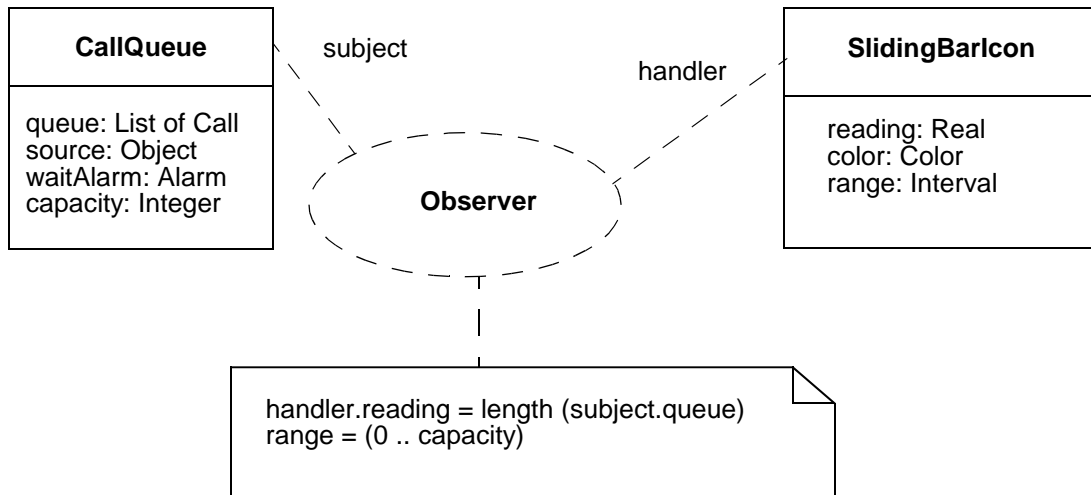 CallQueue
queue: List of Call
source: Object
waitAlarm: Alarm
capacity: Integer
subject
handler
Observer
SlidingBarIcon
reading: Real
color: Color
range: Interval
handler.reading = length (subject.queue)
range = (0 .. capacity)